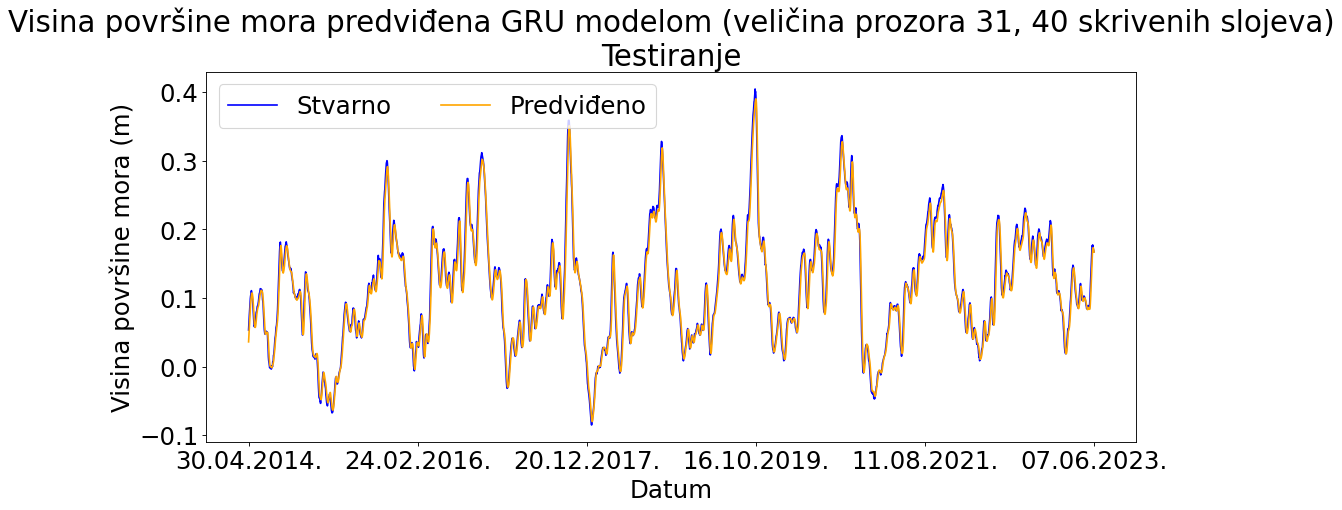 Visina površine mora predviđena GRU modelom (veličina prozora 31, 40 skrivenih slojeva)
Testiranje
Stvarno
Predviđeno
Visina površine mora (m)
0.4
0.3
0.2
0.1
0.0
−0.1
30.04.2014.
24.02.2016.
20.12.2017.
16.10.2019.
11.08.2021.
07.06.2023.
Datum